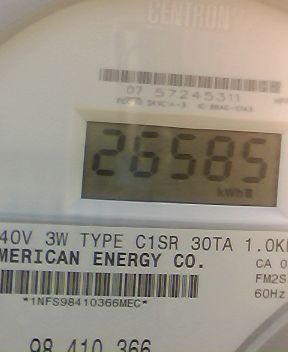 CENTRON
07 57245311
26585
kWh
40V 3W TYPE C1SR 30TA 1.0K
MERICAN ENERGY CO.
CA 0
FM2S
*1NFS98410366MEC*
60Hz
98 410 366